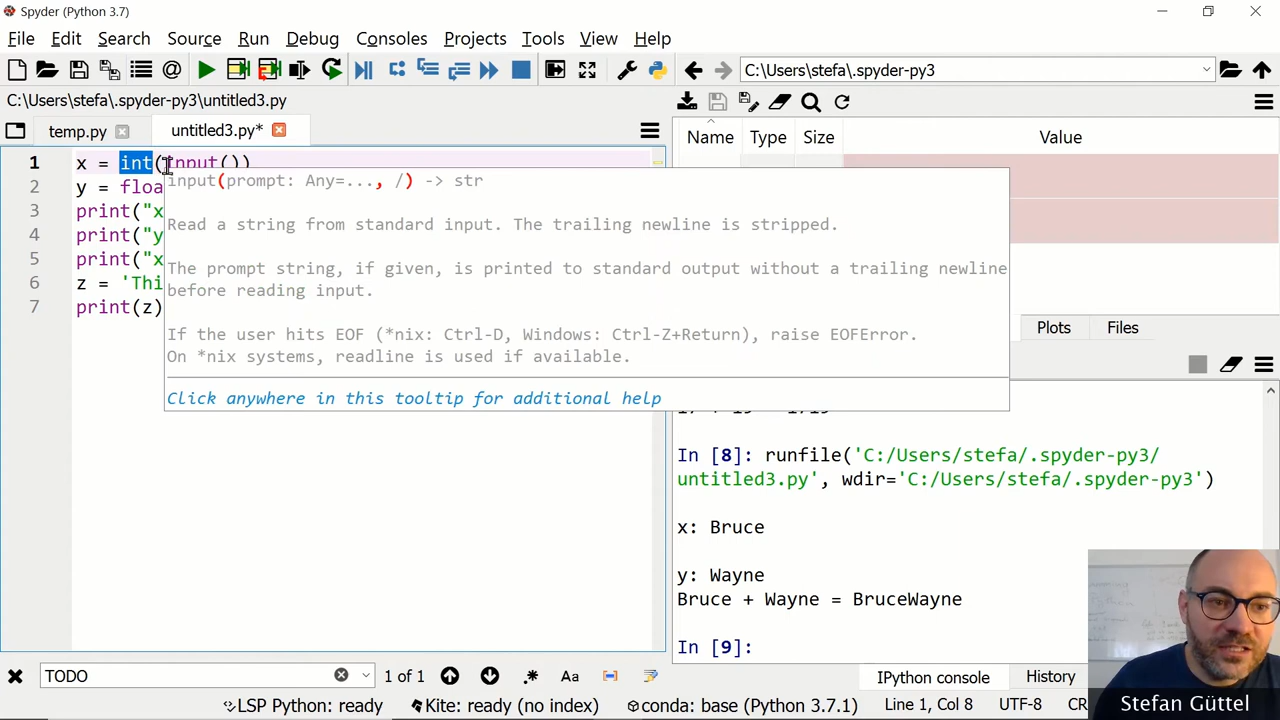 Spyder (Python 3.7)
File Edit Search Source Run Debug Consoles Projects Tools View Help
C:\Users\stefa\.spyder-py3
C:\Users\stefa\.spyder-py3\untitled3.py
temp.py untitled3.py*
Name Type Size Value
1 x = int(input())
2 y = floa
3 print("x
4 print("y
5 print("x
6 z = 'Thi
7 print(z)
input(prompt: Any=..., /) -> str
Read a string from standard input. The trailing newline is stripped.
The prompt string, if given, is printed to standard output without a trailing newline
before reading input.
If the user hits EOF (*nix: Ctrl-D, Windows: Ctrl-Z+Return), raise EOFError.
On *nix systems, readline is used if available.
Click anywhere in this tooltip for additional help
Plots Files
In [8]: runfile('C:/Users/stefa/.spyder-py3/
untitled3.py', wdir='C:/Users/stefa/.spyder-py3')
x: Bruce
y: Wayne
Bruce + Wayne = BruceWayne
In [9]:
TODO 1 of 1 .* Aa
IPython console History
LSP Python: ready Kite: ready (no index) conda: base (Python 3.7.1) Line 1, Col 8 UTF-8 CR
Stefan Güttel